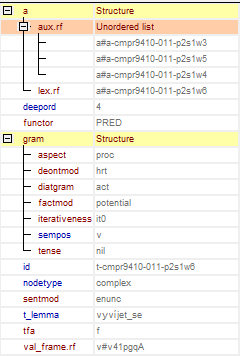 a Structure
aux.rf Unordered list
a#a-cmpr9410-011-p2s1w3
a#a-cmpr9410-011-p2s1w5
a#a-cmpr9410-011-p2s1w4
lex.rf a#a-cmpr9410-011-p2s1w6
deepord 4
functor PRED
gram Structure
aspect proc
deontmod hrt
diatgram act
factmod potential
iterativeness it0
sempos v
tense nil
id t-cmpr9410-011-p2s1w6
nodetype complex
sentmod enunc
t_lemma vyvíjet_se
tfa f
val_frame.rf v#v41pgqA